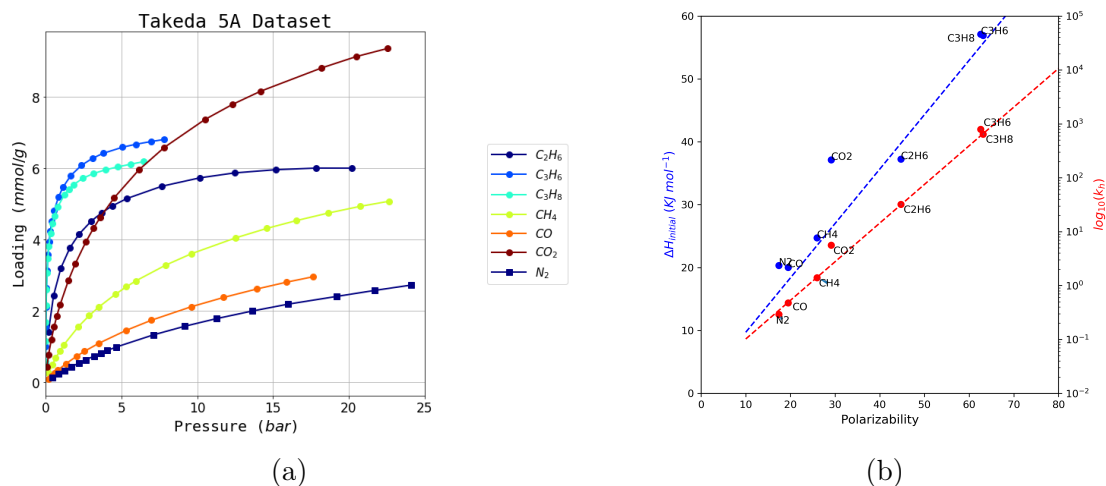 Takeda 5A Dataset
Loading (mmol/g)
8
6
4
2
0
0 5 10 15 20 25
Pressure (bar)
C₂H₆
C₃H₆
C₃H₈
CH₄
CO
CO₂
N₂
(a)
ΔH_initial (KJ mol⁻¹)
60
50
40
30
20
10
0
C3H6
C3H8
CO2
C2H6
CH4
N2
CO
C3H6
C3H8
C2H6
CO2
CH4
CO
N2
0 10 20 30 40 50 60 70 80
Polarizability
10⁵
10⁴
10³
10²
10¹
10⁰
10⁻¹
10⁻²
log₁₀(k_h)
(b)